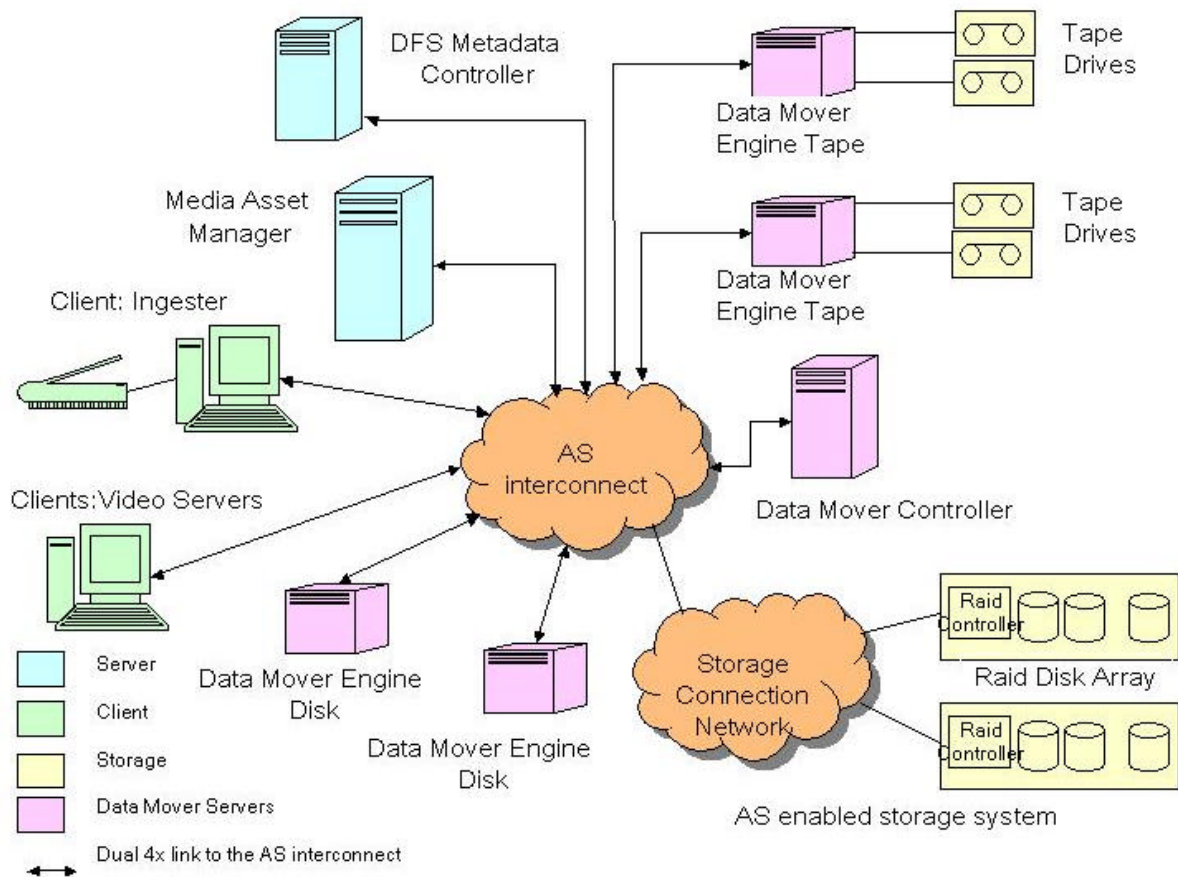 DFS Metadata
Controller
Tape
Drives
Data Mover
Engine Tape
Media Asset
Manager
Tape
Drives
Data Mover
Engine Tape
Client: Ingester
AS
interconnect
Data Mover Controller
Clients:Video Servers
Raid
Controller
Raid Disk Array
Storage
Connection
Network
Raid
Controller
AS enabled storage system
Data Mover Engine
Disk
Data Mover Engine
Disk
Server
Client
Storage
Data Mover Servers
Dual 4x link to the AS interconnect